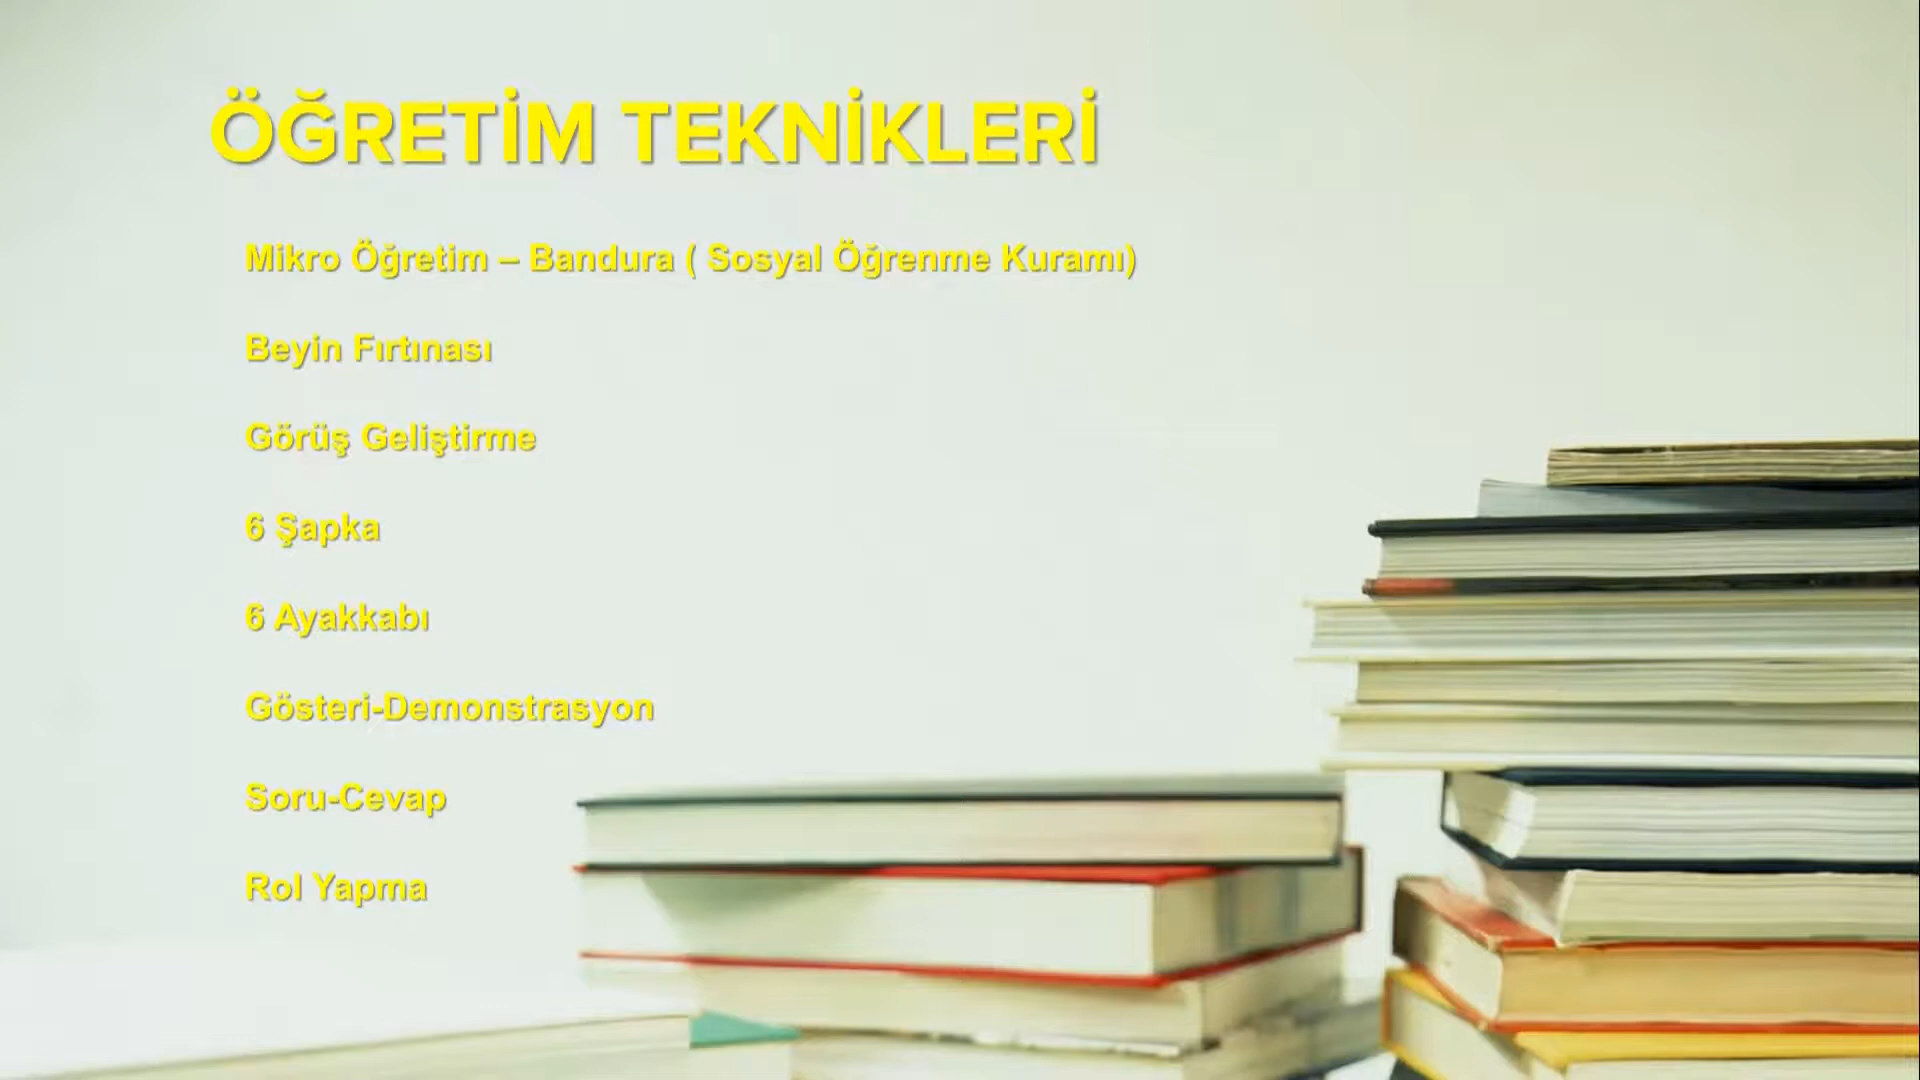 ÖĞRETİM TEKNİKLERİ
Mikro Öğretim – Bandura ( Sosyal Öğrenme Kuramı)
Beyin Fırtınası
Görüş Geliştirme
6 Şapka
6 Ayakkabı
Gösteri-Demonstrasyon
Soru-Cevap
Rol Yapma